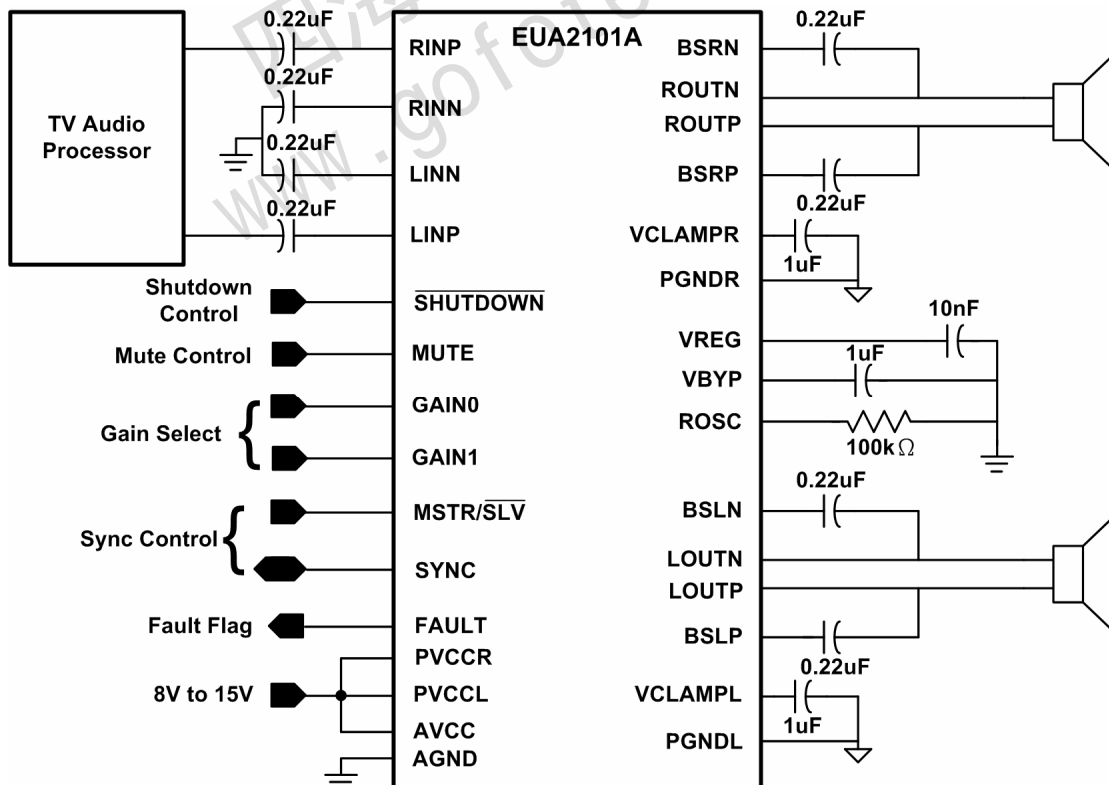 EUA2101A
TV Audio
Processor
0.22uF
0.22uF
0.22uF
0.22uF
RINP
RINN
LINN
LINP
Shutdown
Control
SHUTDOWN
Mute Control
MUTE
Gain Select
GAIN0
GAIN1
Sync Control
MSTR/SLV
SYNC
Fault Flag
FAULT
8V to 15V
PVCCR
PVCCL
AVCC
AGND
BSRN
0.22uF
ROUTN
ROUTP
BSRP
0.22uF
VCLAMPR
1uF
PGNDR
VREG
10nF
VBYP
1uF
ROSC
100kΩ
BSLN
0.22uF
LOUTN
LOUTP
BSLP
0.22uF
VCLAMPL
1uF
PGNDL